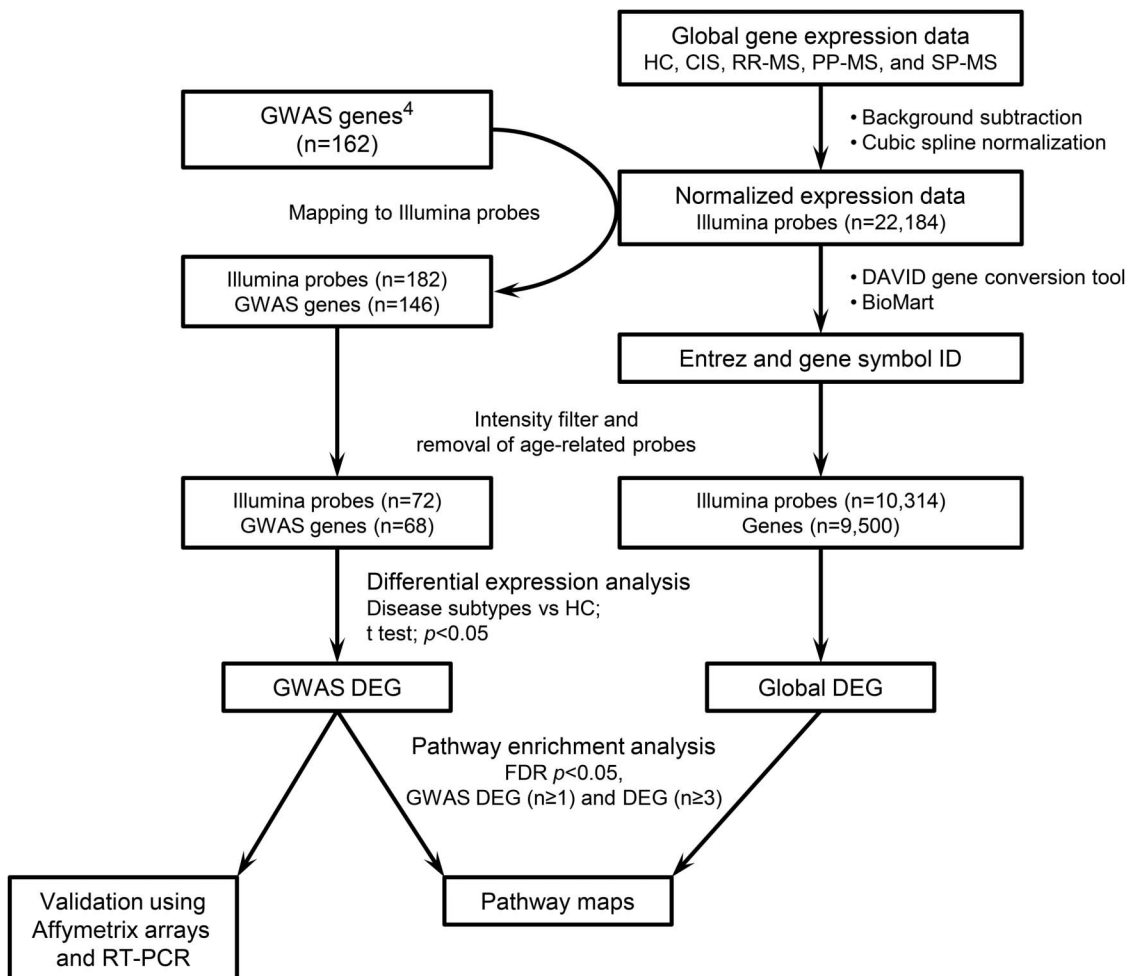 Global gene expression data
HC, CIS, RR-MS, PP-MS, and SP-MS
GWAS genes4
(n=162)
• Background subtraction
• Cubic spline normalization
Mapping to Illumina probes
Normalized expression data
Illumina probes (n=22,184)
Illumina probes (n=182)
GWAS genes (n=146)
• DAVID gene conversion tool
• BioMart
Entrez and gene symbol ID
Intensity filter and
removal of age-related probes
Illumina probes (n=72)
GWAS genes (n=68)
Illumina probes (n=10,314)
Genes (n=9,500)
Differential expression analysis
Disease subtypes vs HC;
t test; p<0.05
GWAS DEG
Global DEG
Pathway enrichment analysis
FDR p<0.05,
GWAS DEG (n≥1) and DEG (n≥3)
Validation using
Affymetrix arrays
and RT-PCR
Pathway maps